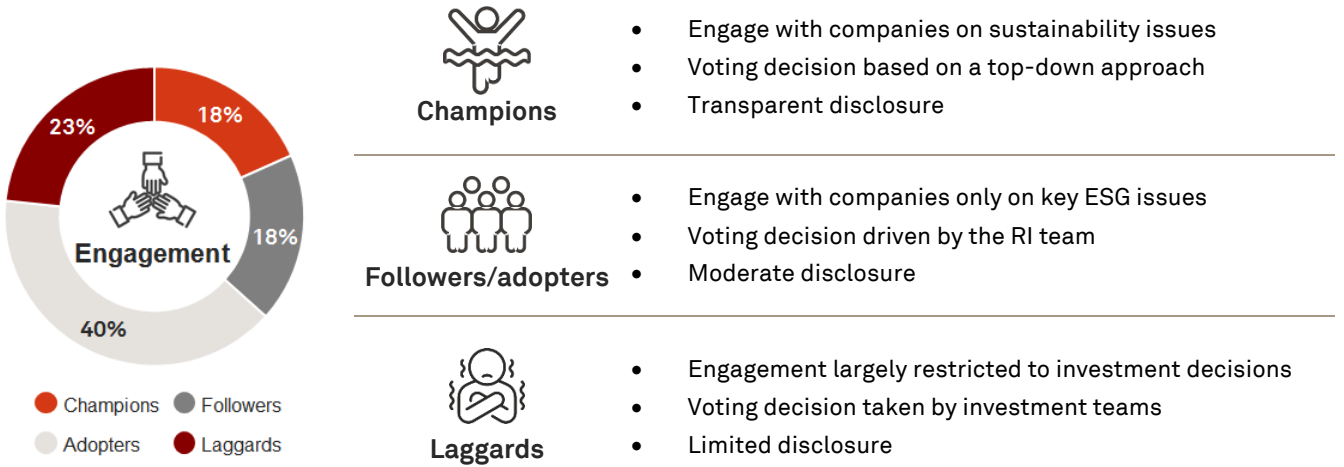 18%
23%
18%
40%
Engagement
Champions
Followers
Adopters
Laggards
Champions
• Engage with companies on sustainability issues
• Voting decision based on a top-down approach
• Transparent disclosure
Followers/adopters
• Engage with companies only on key ESG issues
• Voting decision driven by the RI team
• Moderate disclosure
Laggards
• Engagement largely restricted to investment decisions
• Voting decision taken by investment teams
• Limited disclosure